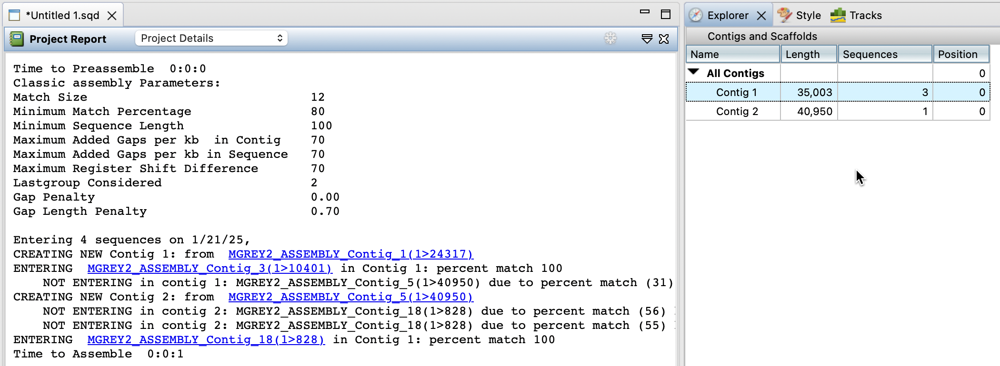 *Untitled 1.sqd
Project Report Project Details
Time to Preassemble  0:0:0
Classic assembly Parameters:
Match Size 12
Minimum Match Percentage 80
Minimum Sequence Length 100
Maximum Added Gaps per kb  in Contig 70
Maximum Added Gaps per kb in Sequence 70
Maximum Register Shift Difference 70
Lastgroup Considered 2
Gap Penalty 0.00
Gap Length Penalty 0.70
Entering 4 sequences on 1/21/25,
CREATING NEW Contig 1: from  MGREY2_ASSEMBLY_Contig_1(1>24317)
ENTERING  MGREY2_ASSEMBLY_Contig_3(1>10401) in Contig 1: percent match 100
NOT ENTERING in contig 1: MGREY2_ASSEMBLY_Contig_5(1>40950) due to percent match (31)
CREATING NEW Contig 2: from  MGREY2_ASSEMBLY_Contig_5(1>40950)
NOT ENTERING in contig 2: MGREY2_ASSEMBLY_Contig_18(1>828) due to percent match (56)
NOT ENTERING in contig 2: MGREY2_ASSEMBLY_Contig_18(1>828) due to percent match (55)
ENTERING  MGREY2_ASSEMBLY_Contig_18(1>828) in Contig 1: percent match 100
Time to Assemble  0:0:1
Explorer Style Tracks
Contigs and Scaffolds
Name Length Sequences Position
All Contigs 0
Contig 1 35,003 3 0
Contig 2 40,950 1 0